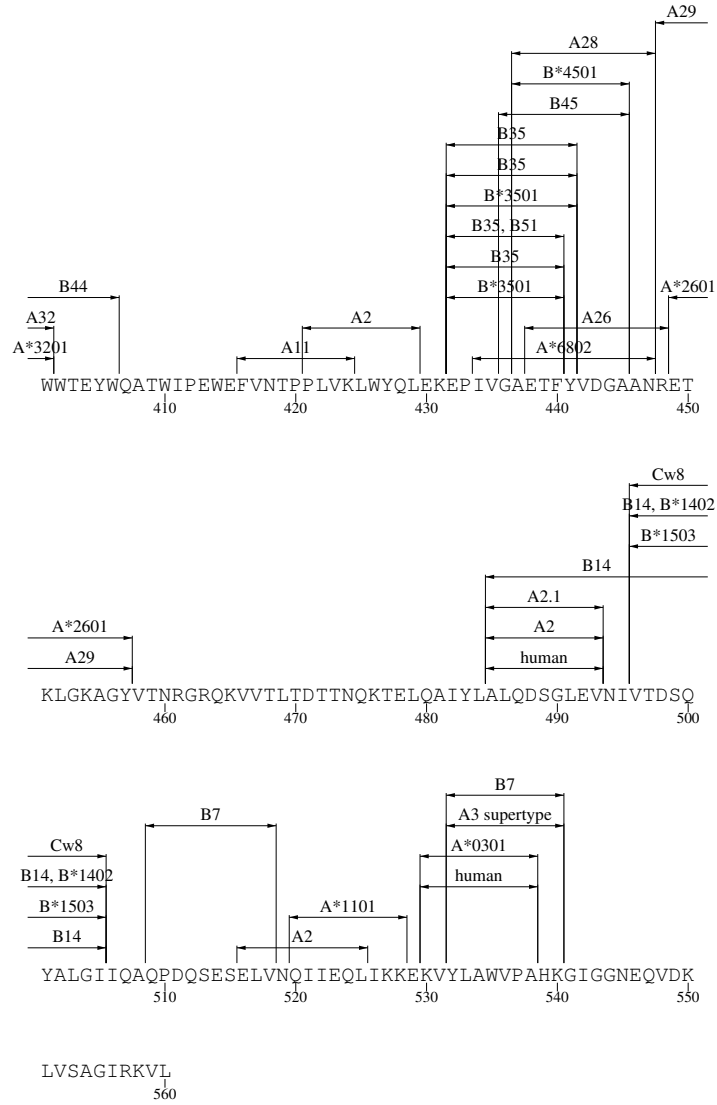 A29
A28
B*4501
B45
B35
B35
B*3501
B35, B51
B35
B44 B*3501 A*2601
A32 A2 A26
A*3201 A11 A*6802
WWTEYWQATWIPEWEFVNTPPLVKLWYQLEKEPIVGAETFYVDGAANRET
410 420 430 440 450
Cw8
B14, B*1402
B*1503
B14
A2.1
A*2601 A2
A29 human
KLGKAGYVTNRGRQKVVTLTDTTNQKTELQAIYLALQDSGLEVNIVTDSQ
460 470 480 490 500
B7
B7 A3 supertype
Cw8 A*0301
B14, B*1402 human
B*1503 A*1101
B14 A2
YALGIIQAQPDQSESELVNQIIEQLIKKEKVYLAWVPAHKGIGGNEQVDK
510 520 530 540 550
LVSAGIRKVL
560